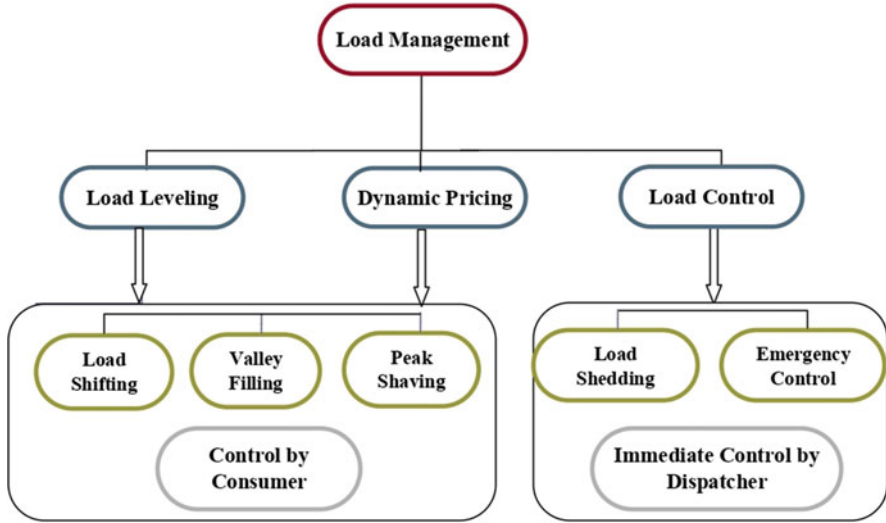 Load Management
Load Leveling
Dynamic Pricing
Load Control
Load
Shifting
Valley
Filling
Peak
Shaving
Control by
Consumer
Load
Shedding
Emergency
Control
Immediate Control by
Dispatcher